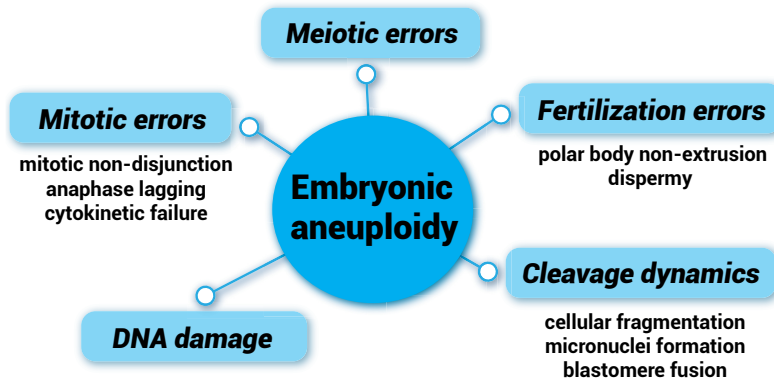 Meiotic errors
Mitotic errors
mitotic non-disjunction
anaphase lagging
cytokinetic failure
Fertilization errors
polar body non-extrusion
dispermy
Embryonic
aneuploidy
Cleavage dynamics
cellular fragmentation
micronuclei formation
blastomere fusion
DNA damage